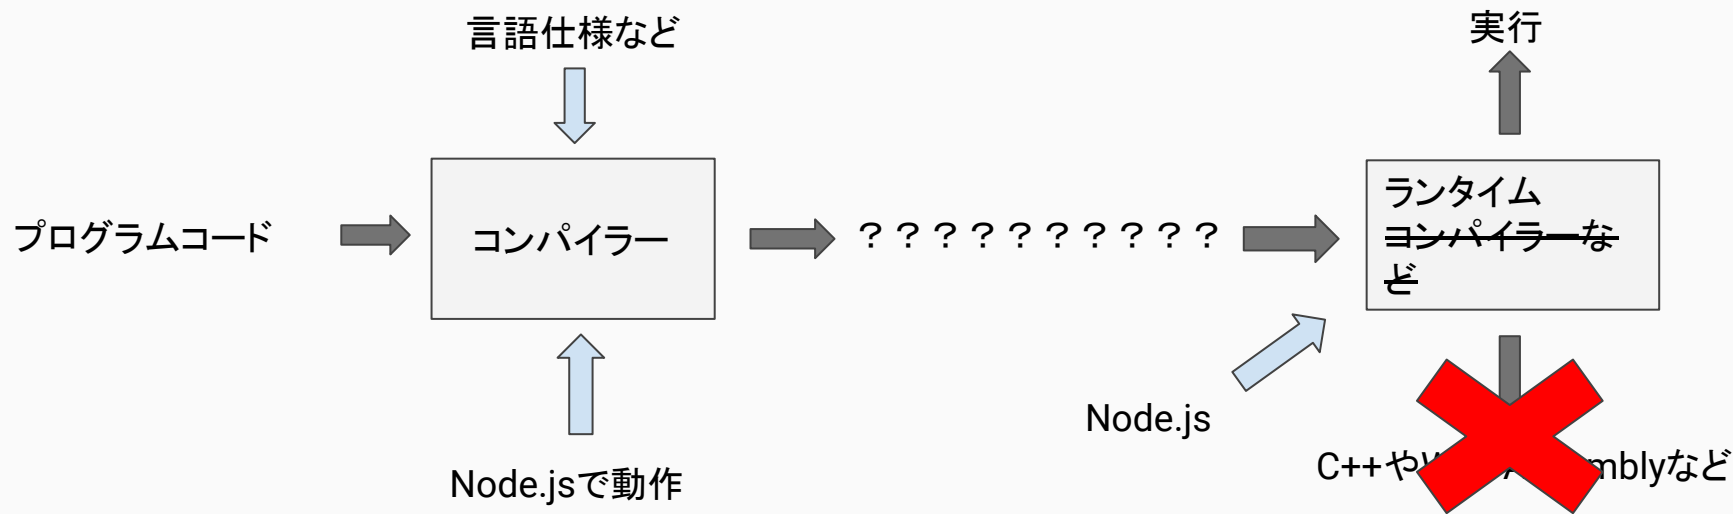 言語仕様など
実行
プログラムコード
コンパイラー
？？？？？？？？？？
ランタイム
コンパイラーな
ど
Node.js
Node.jsで動作
C++や mblyなど